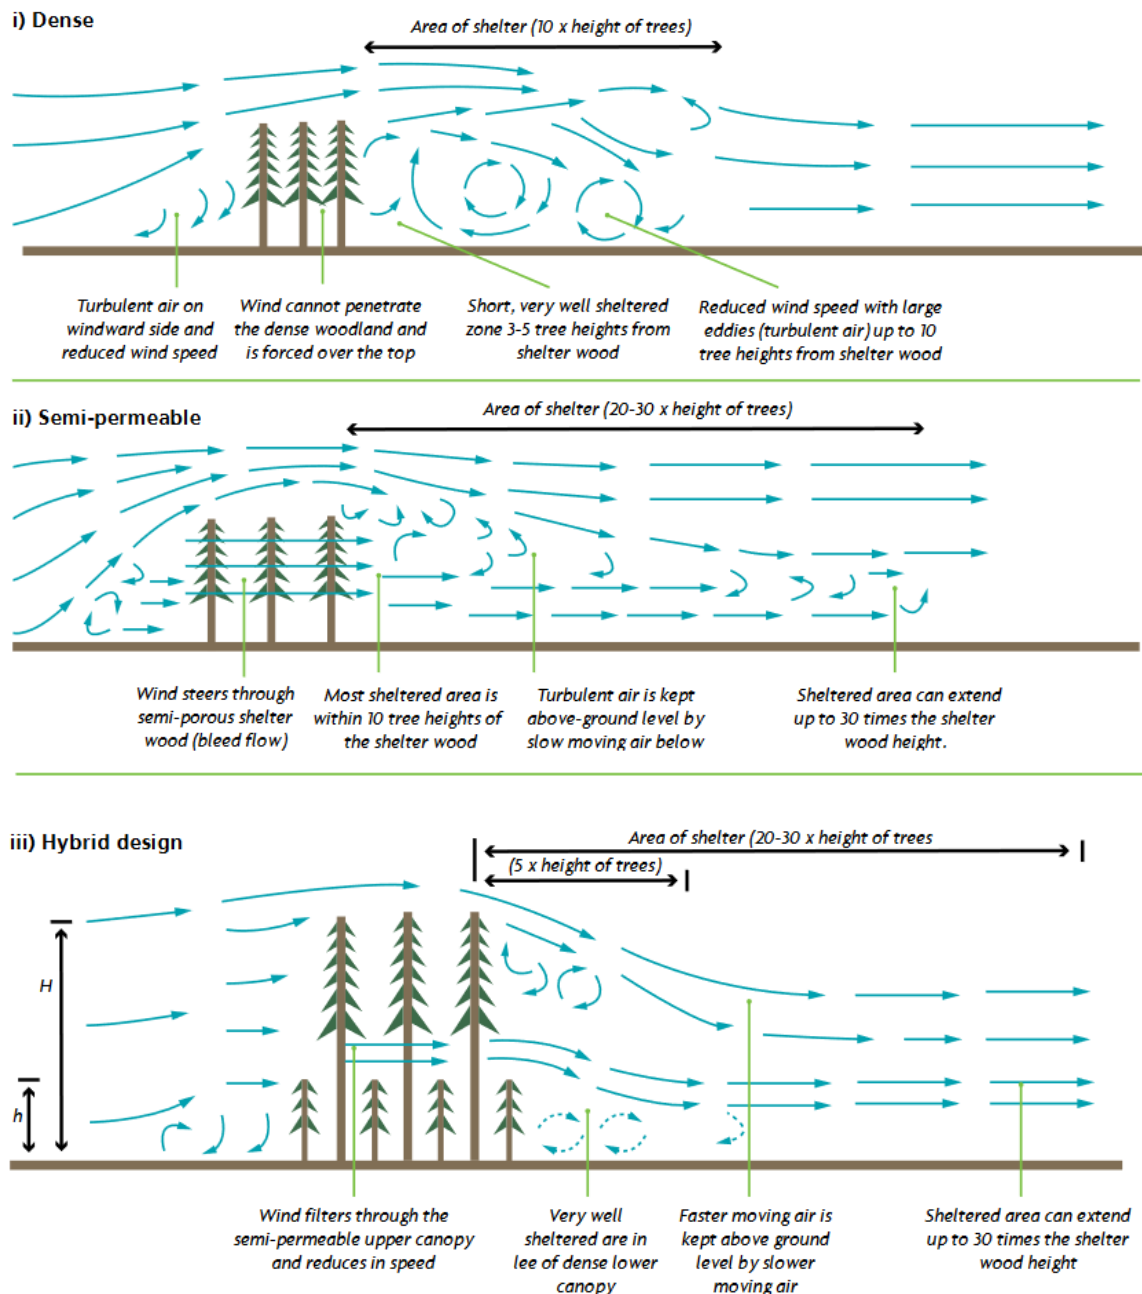 i) Dense
Area of shelter (10 x height of trees)
Turbulent air on
windward side and
reduced wind speed
Wind cannot penetrate
the dense woodland and
is forced over the top
Short, very well sheltered
zone 3-5 tree heights from
shelter wood
Reduced wind speed with large
eddies (turbulent air) up to 10
tree heights from shelter wood
ii) Semi-permeable
Area of shelter (20-30 x height of trees)
Wind steers through
semi-porous shelter
wood (bleed flow)
Most sheltered area is
within 10 tree heights of
the shelter wood
Turbulent air is kept
above-ground level by
slow moving air below
Sheltered area can extend
up to 30 times the shelter
wood height.
iii) Hybrid design
Area of shelter (20-30 x height of trees
(5 x height of trees)
H
h
Wind filters through the
semi-permeable upper canopy
and reduces in speed
Very well
sheltered are in
lee of dense lower
canopy
Faster moving air is
kept above ground
level by slower
moving air
Sheltered area can extend
up to 30 times the shelter
wood height